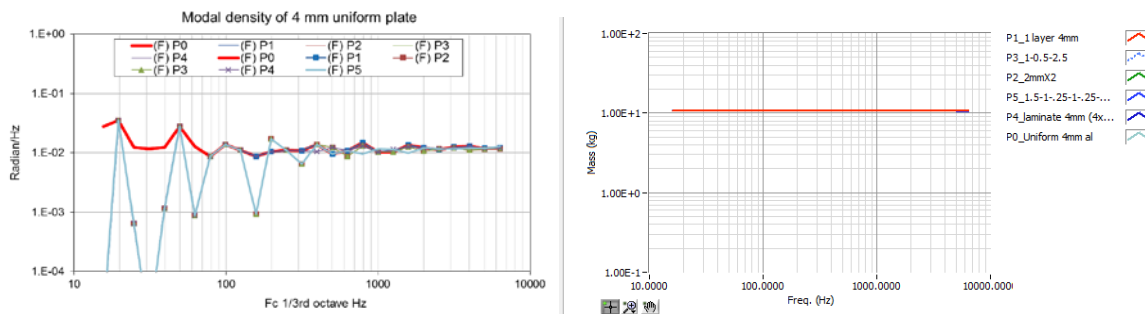 Modal density of 4 mm uniform plate
1.E+00
(F) P0 (F) P1 (F) P2 (F) P3
(F) P4 (F) P0 (F) P1 (F) P2
(F) P3 (F) P4 (F) P5
1.E-01
1.E-02
1.E-03
1.E-04
Radian/Hz
10 100 1000 10000
Fc 1/3rd octave Hz
1.00E+2
1.00E+1
1.00E+0
1.00E-1
Mass (kg)
10.0000 100.0000 1000.0000 10000.000
Freq. (Hz)
P1_1 layer 4mm
P3_1-0.5-2.5
P2_2mmX2
P5_1.5-1-.25-1-.25-...
P4_laminate 4mm (4x...
P0_Uniform 4mm al